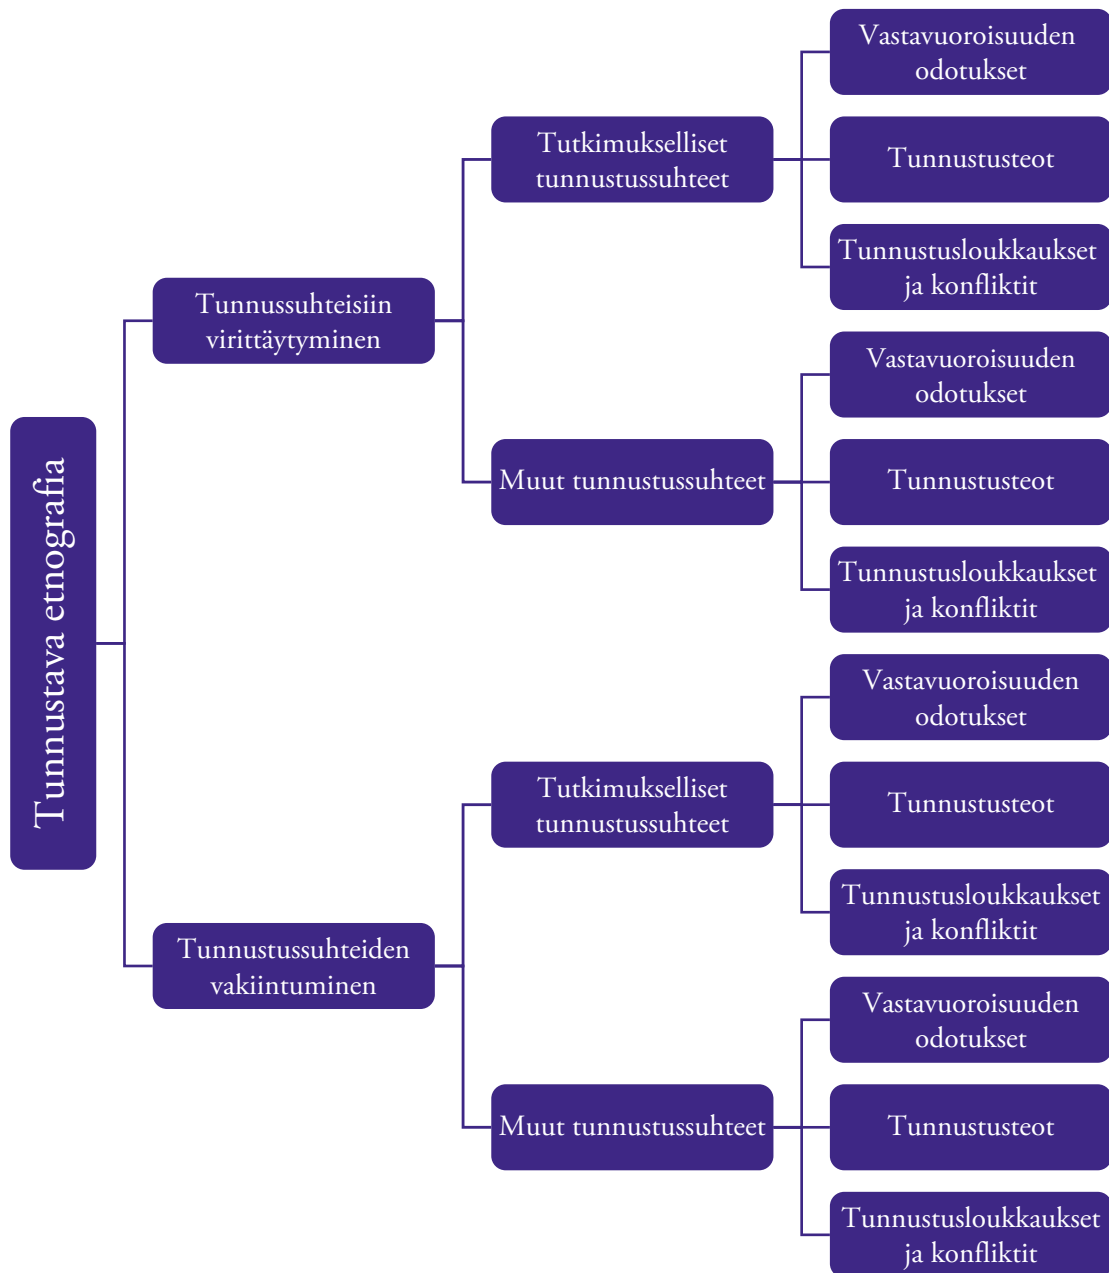 Tunnustava etnografia
Tunnussuhteisiin
virittäytyminen
Tutkimukselliset
tunnustussuhteet
Vastavuoroisuuden
odotukset
Tunnustusteot
Tunnustusloukkaukset
ja konfliktit
Muut tunnustussuhteet
Vastavuoroisuuden
odotukset
Tunnustusteot
Tunnustusloukkaukset
ja konfliktit
Tunnustussuhteiden
vakiintuminen
Tutkimukselliset
tunnustussuhteet
Vastavuoroisuuden
odotukset
Tunnustusteot
Tunnustusloukkaukset
ja konfliktit
Muut tunnustussuhteet
Vastavuoroisuuden
odotukset
Tunnustusteot
Tunnustusloukkaukset
ja konfliktit